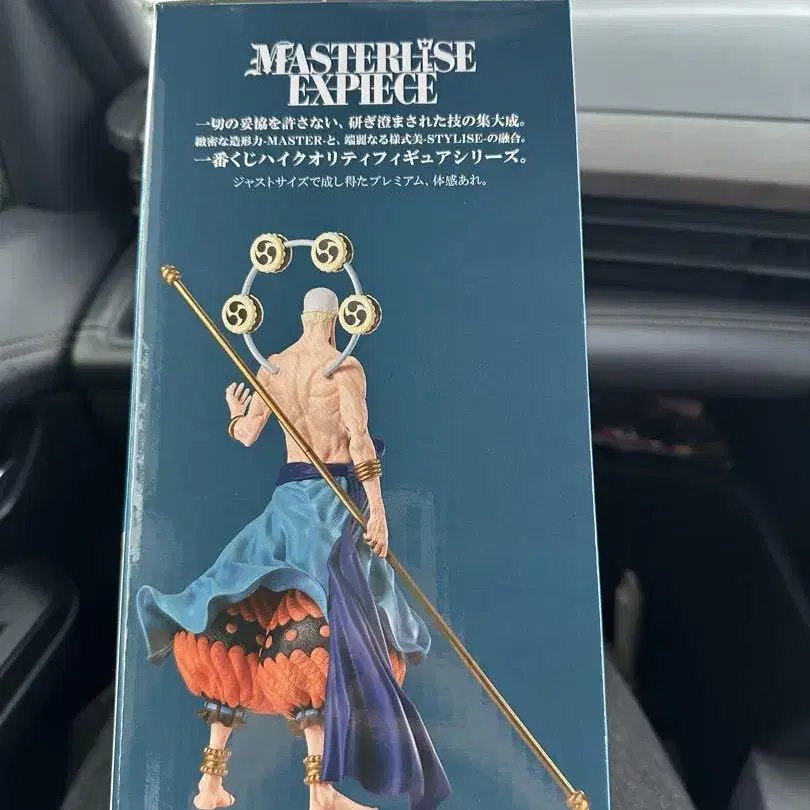 MASTERLISE
EXPIECE
一切の妥協を許さない、研ぎ澄まされた技の集大成。
緻密な造形力-MASTER-と、端麗なる様式美-STYLISE-の融合。
一番くじハイクオリティフィギュアシリーズ。
ジャストサイズで成し得たプレミアム、体感あれ。